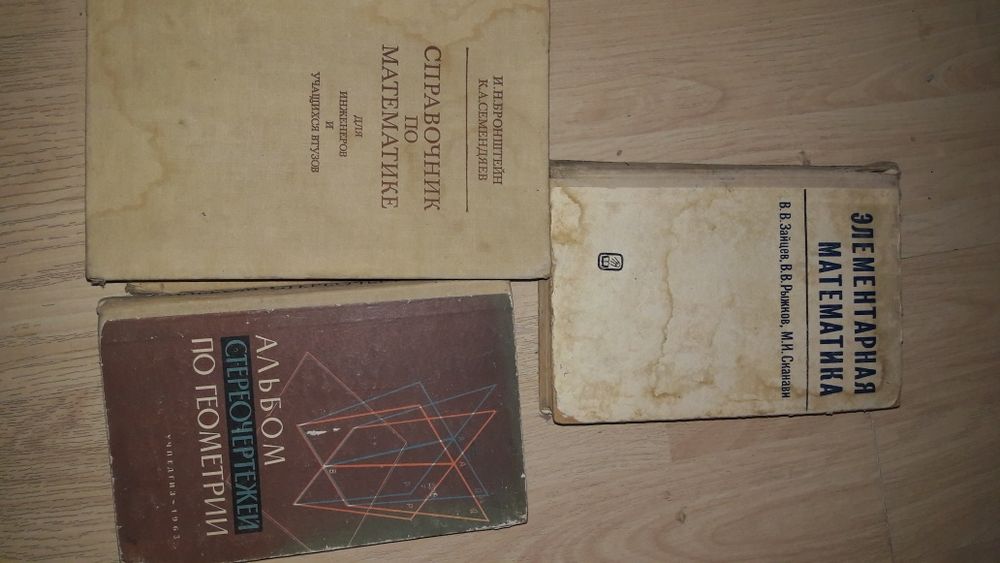 И.Н.БРОНШТЕЙН
К.А.СЕМЕНДЯЕВ
СПРАВОЧНИК
ПО
МАТЕМАТИКЕ
ДЛЯ
ИНЖЕНЕРОВ
И
УЧАЩИХСЯ ВТУЗОВ
ЭЛЕМЕНТАРНАЯ
МАТЕМАТИКА
В.В.Зайцев, В.В.Рыжков, М.И.Сканави
АЛЬБОМ
СТЕРЕОЧЕРТЕЖЕЙ
ПО ГЕОМЕТРИИ
УЧПЕДГИЗ-1963